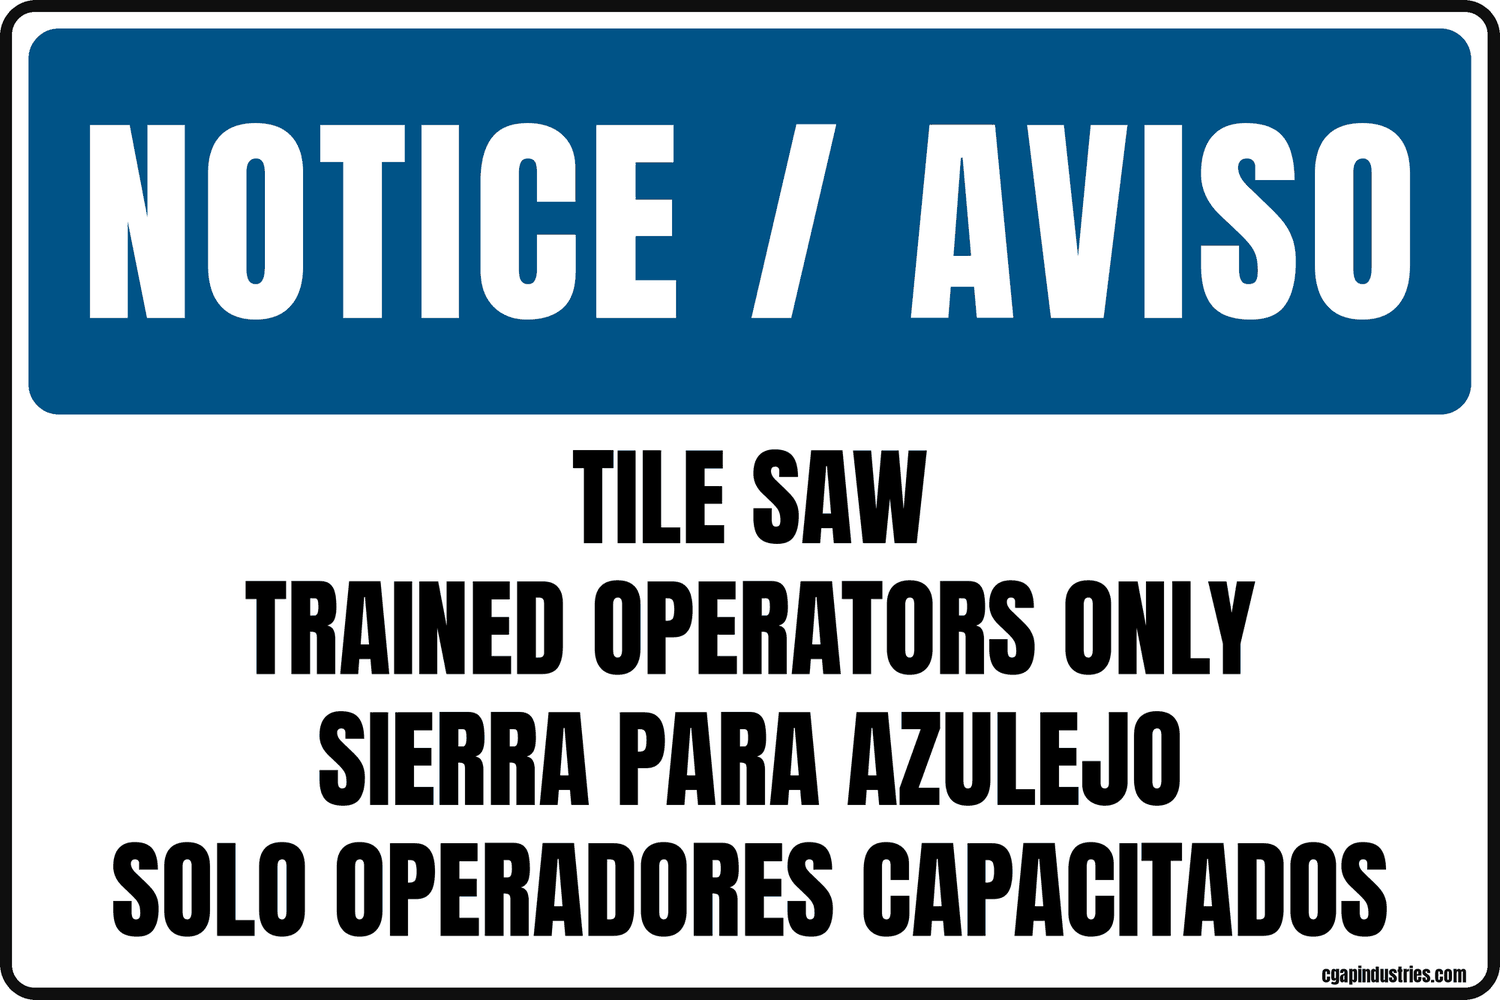 NOTICE / AVISO
TILE SAW
TRAINED OPERATORS ONLY
SIERRA PARA AZULEJO
SOLO OPERADORES CAPACITADOS
cgapindustries.com